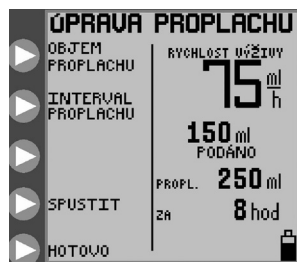 ÚPRAVA PROPLACHU
OBJEM
PROPLACHU
INTERVAL
PROPLACHU
SPUSTIT
HOTOVO
RYCHLOST VÝŽIVY
75 ml/h
150 ml
PODÁNO
PROPL. 250 ml
ZA 8 hod